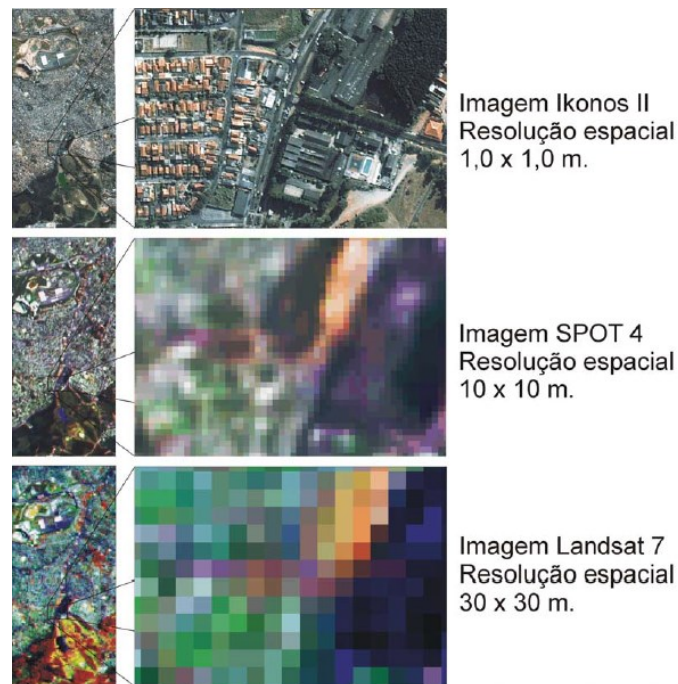 Imagem Ikonos II
Resolução espacial
1,0 x 1,0 m.
Imagem SPOT 4
Resolução espacial
10 x 10 m.
Imagem Landsat 7
Resolução espacial
30 x 30 m.